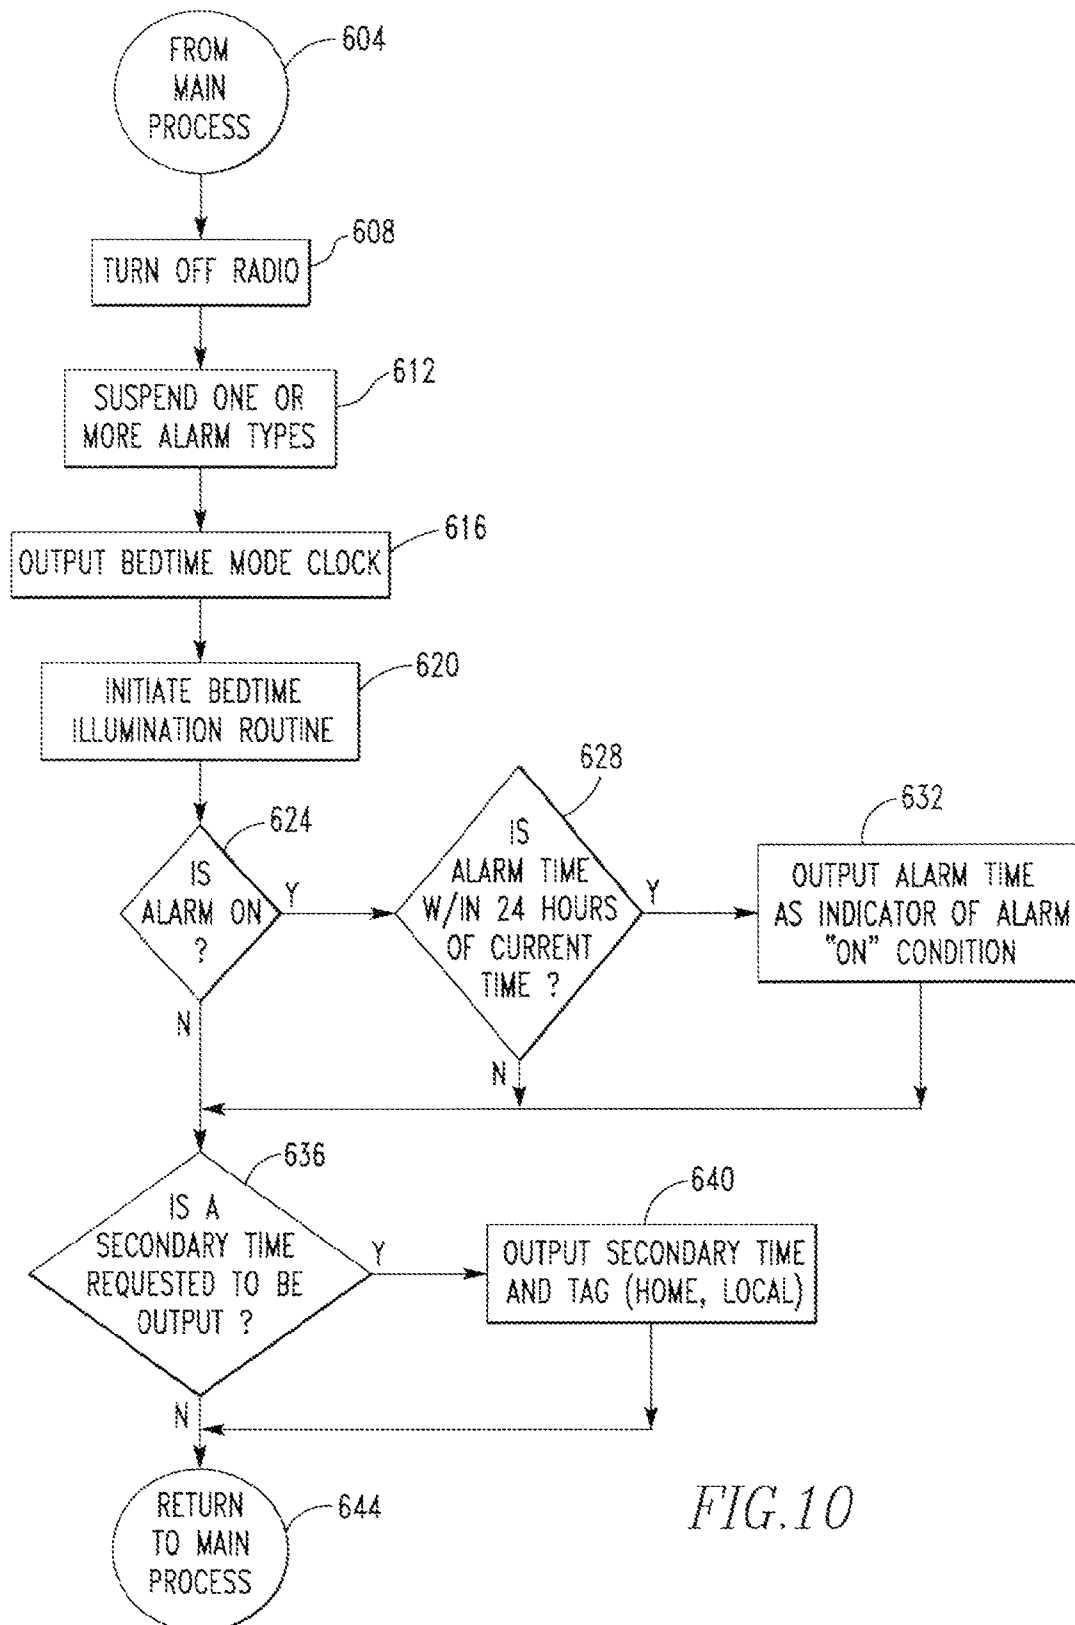 FROM
MAIN
PROCESS
604
TURN OFF RADIO
608
SUSPEND ONE OR
MORE ALARM TYPES
612
OUTPUT BEDTIME MODE CLOCK
616
INITIATE BEDTIME
ILLUMINATION ROUTINE
620
IS
ALARM ON
?
624
Y
N
IS
ALARM TIME
W/IN 24 HOURS
OF CURRENT
TIME ?
628
Y
N
OUTPUT ALARM TIME
AS INDICATOR OF ALARM
"ON" CONDITION
632
IS A
SECONDARY TIME
REQUESTED TO BE
OUTPUT ?
636
Y
N
OUTPUT SECONDARY TIME
AND TAG (HOME, LOCAL)
640
RETURN
TO MAIN
PROCESS
644
FIG.10